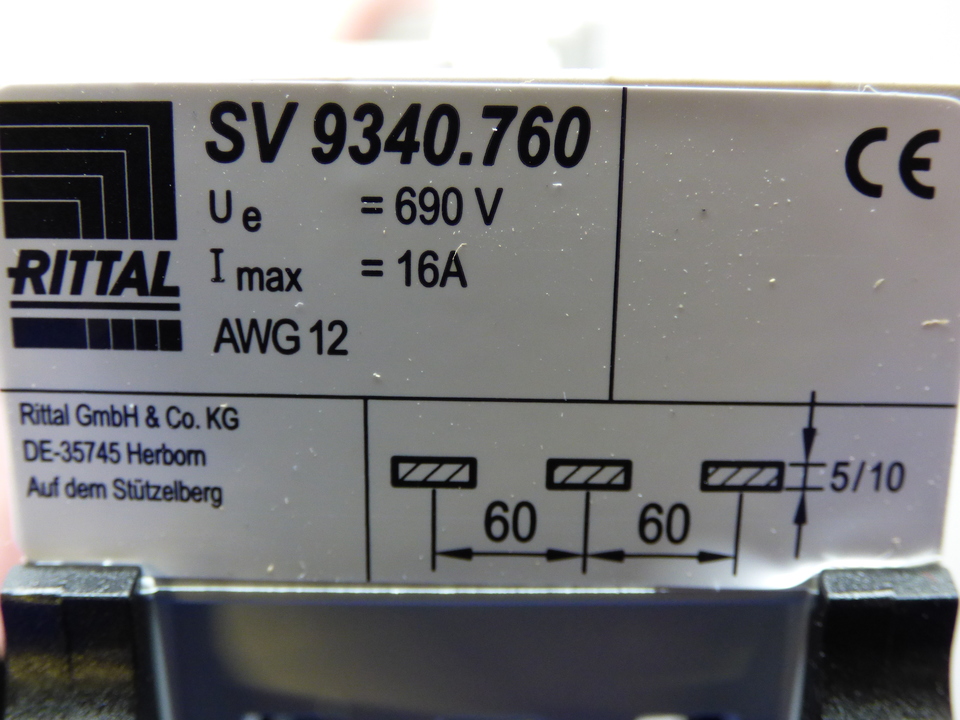 SV 9340.760
Ue = 690 V
Imax = 16A
AWG 12
RITTAL
CE
Rittal GmbH & Co. KG
DE-35745 Herborn
Auf dem Stützelberg
60 60
5/10